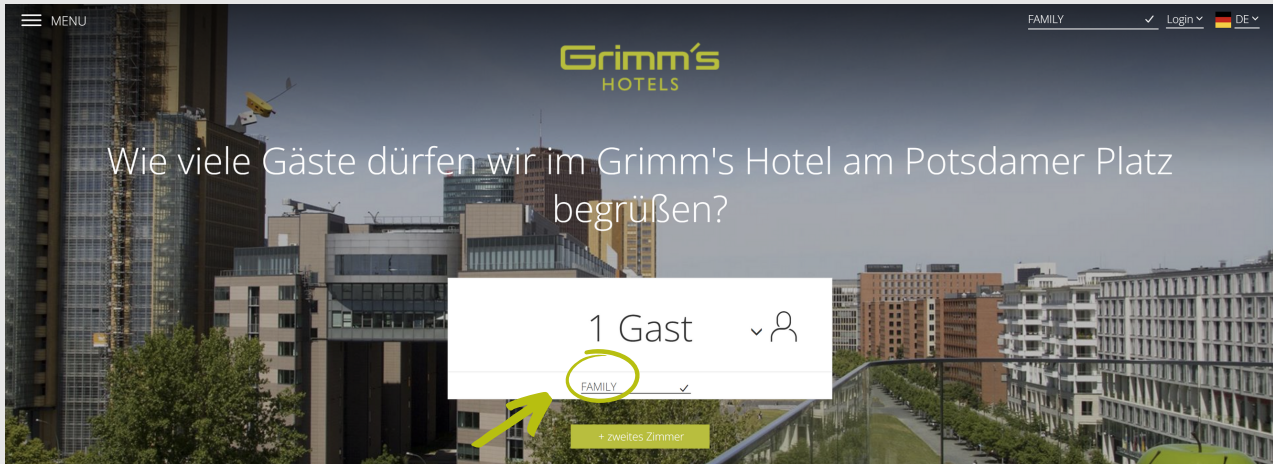 MENU
FAMILY
Login
DE
Grimm's
HOTELS
Wie viele Gäste dürfen wir im Grimm's Hotel am Potsdamer Platz
begrüßen?
1 Gast
FAMILY
+ zweites Zimmer